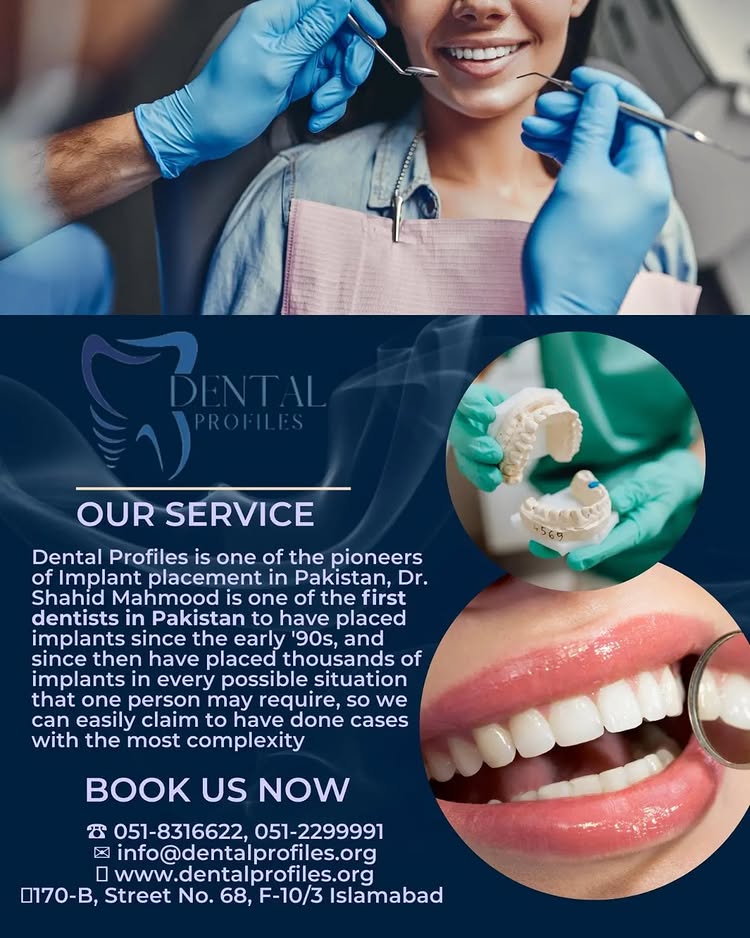 DENTAL
PROFILES
OUR SERVICE
Dental Profiles is one of the pioneers
of Implant placement in Pakistan, Dr.
Shahid Mahmood is one of the first
dentists in Pakistan to have placed
implants since the early '90s, and
since then have placed thousands of
implants in every possible situation
that one person may require, so we
can easily claim to have done cases
with the most complexity
4569
BOOK US NOW
☎ 051-8316622, 051-2299991
✉ info@dentalprofiles.org
▯ www.dentalprofiles.org
▯170-B, Street No. 68, F-10/3 Islamabad